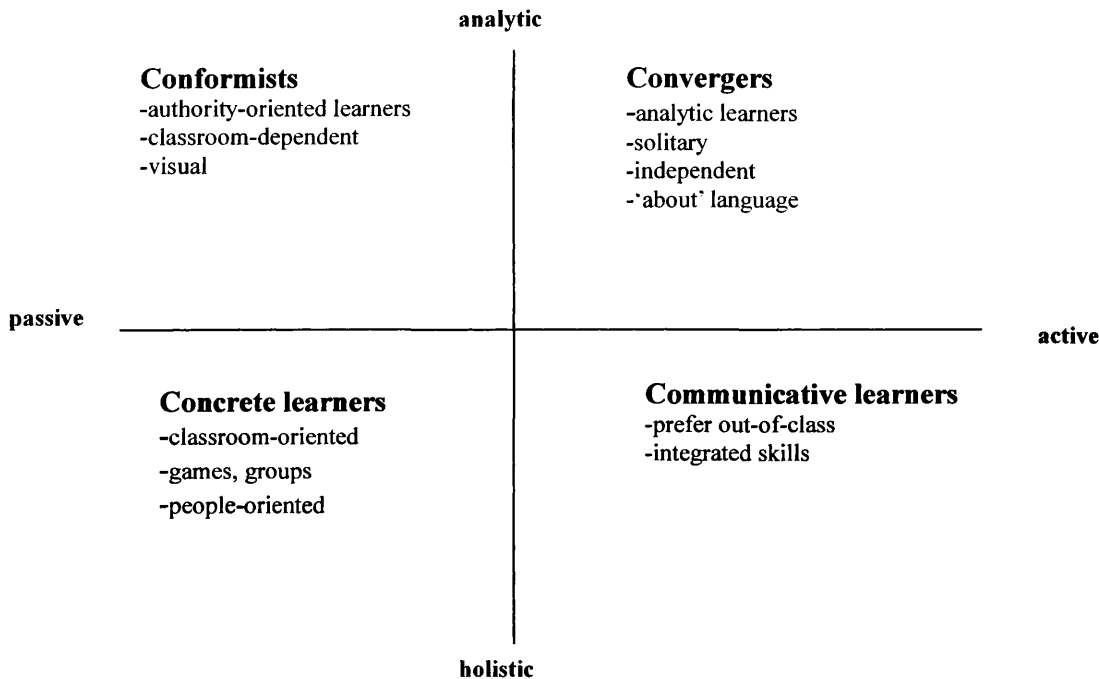 analytic
Conformists
-authority-oriented learners
-classroom-dependent
-visual
Convergers
-analytic learners
-solitary
-independent
-‘about’ language
passive
active
Concrete learners
-classroom-oriented
-games, groups
-people-oriented
Communicative learners
-prefer out-of-class
-integrated skills
holistic